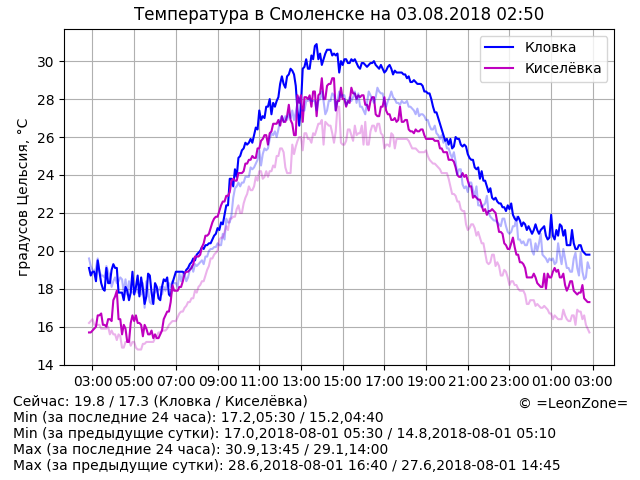 Температура в Смоленске на 03.08.2018 02:50
Кловка
Киселёвка
градусов Цельсия, °C
30
28
26
24
22
20
18
16
14
03:00 05:00 07:00 09:00 11:00 13:00 15:00 17:00 19:00 21:00 23:00 01:00 03:00
Сейчас: 19.8 / 17.3 (Кловка / Киселёвка)
© =LeonZone=
Min (за последние 24 часа): 17.2,05:30 / 15.2,04:40
Min (за предыдущие сутки): 17.0,2018-08-01 05:30 / 14.8,2018-08-01 05:10
Max (за последние 24 часа): 30.9,13:45 / 29.1,14:00
Max (за предыдущие сутки): 28.6,2018-08-01 16:40 / 27.6,2018-08-01 14:45